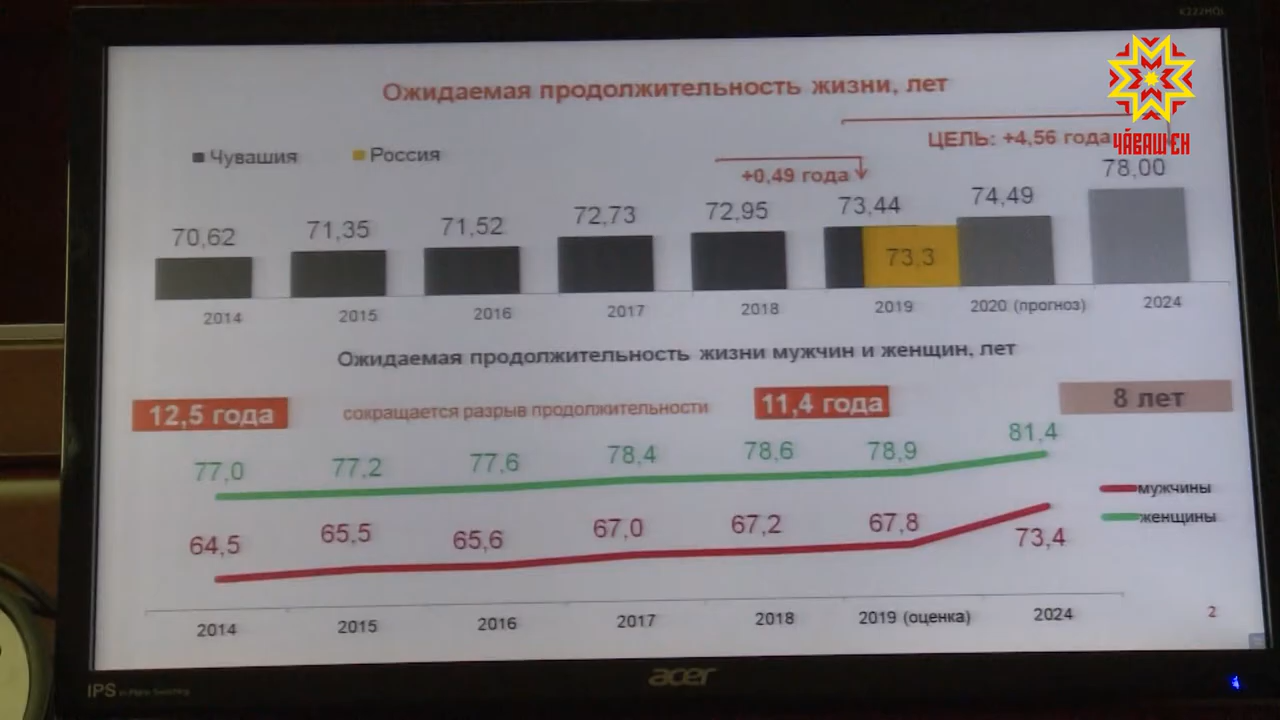 K222HQL
Ожидаемая продолжительность жизни, лет
ЧӐВАШ ЕН
ЦЕЛЬ: +4,56 года
Чувашия Россия
+0,49 года
70,62 71,35 71,52 72,73 72,95 73,44 74,49 78,00
73,3
2014 2015 2016 2017 2018 2019 2020 (прогноз) 2024
Ожидаемая продолжительность жизни мужчин и женщин, лет
12,5 года сокращается разрыв продолжительности 11,4 года 8 лет
77,0 77,2 77,6 78,4 78,6 78,9 81,4
мужчины
женщины
64,5 65,5 65,6 67,0 67,2 67,8 73,4
2014 2015 2016 2017 2018 2019 (оценка) 2024
2
acer
IPS